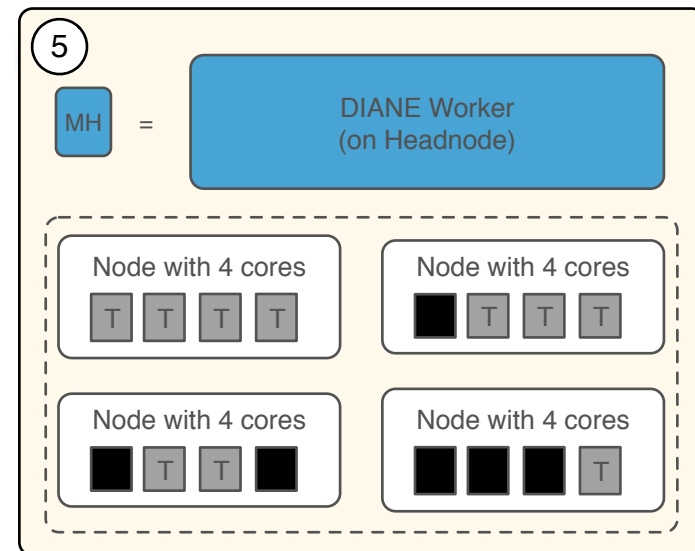 5
MH
=
DIANE Worker
(on Headnode)
Node with 4 cores
T T T T
Node with 4 cores
T T T
Node with 4 cores
T T
Node with 4 cores
T